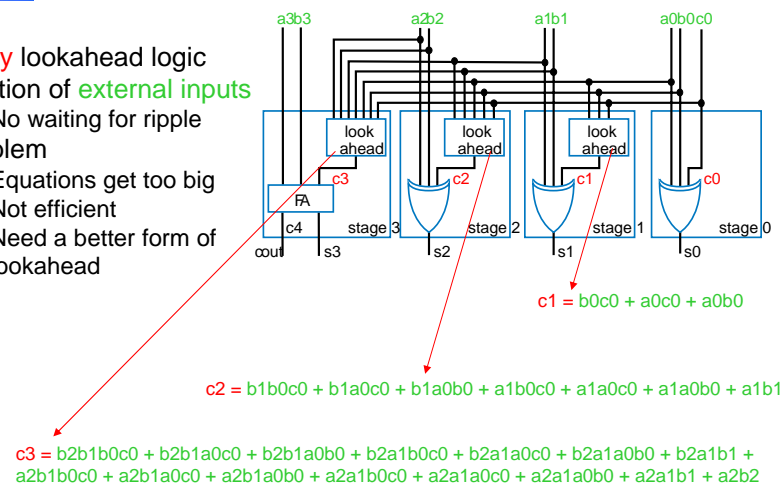 a3b3 a2b2 a1b1 a0b0c0
y lookahead logic
tion of external inputs
No waiting for ripple
lem
Equations get too big
Not efficient
Need a better form of
ookahead
look look look
ahead ahead ahead
c3 c2 c1 c0
FA
c4 stage 3 stage 2 stage 1 stage 0
cout s3 s2 s1 s0
c1 = b0c0 + a0c0 + a0b0
c2 = b1b0c0 + b1a0c0 + b1a0b0 + a1b0c0 + a1a0c0 + a1a0b0 + a1b1
c3 = b2b1b0c0 + b2b1a0c0 + b2b1a0b0 + b2a1b0c0 + b2a1a0c0 + b2a1a0b0 + b2a1b1 +
a2b1b0c0 + a2b1a0c0 + a2b1a0b0 + a2a1b0c0 + a2a1a0c0 + a2a1a0b0 + a2a1b1 + a2b2